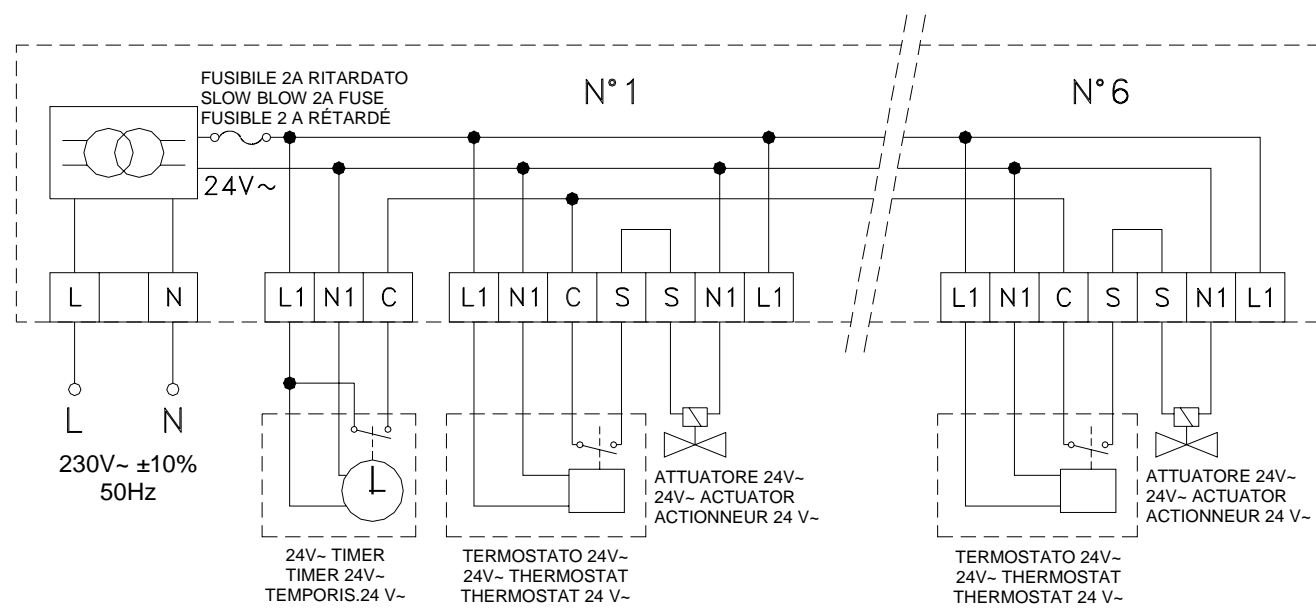 FUSIBILE 2A RITARDATO
SLOW BLOW 2A FUSE
FUSIBLE 2 A RÉTARDÉ
N° 1
N° 6
24V~
L N
L1 N1 C
L1 N1 C S S N1 L1
L1 N1 C S S N1 L1
L N
230V~ ±10%
50Hz
24V~ TIMER
TIMER 24V~
TEMPORIS.24 V~
TERMOSTATO 24V~
24V~ THERMOSTAT
THERMOSTAT 24 V~
ATTUATORE 24V~
24V~ ACTUATOR
ACTIONNEUR 24 V~
TERMOSTATO 24V~
24V~ THERMOSTAT
THERMOSTAT 24 V~
ATTUATORE 24V~
24V~ ACTUATOR
ACTIONNEUR 24 V~